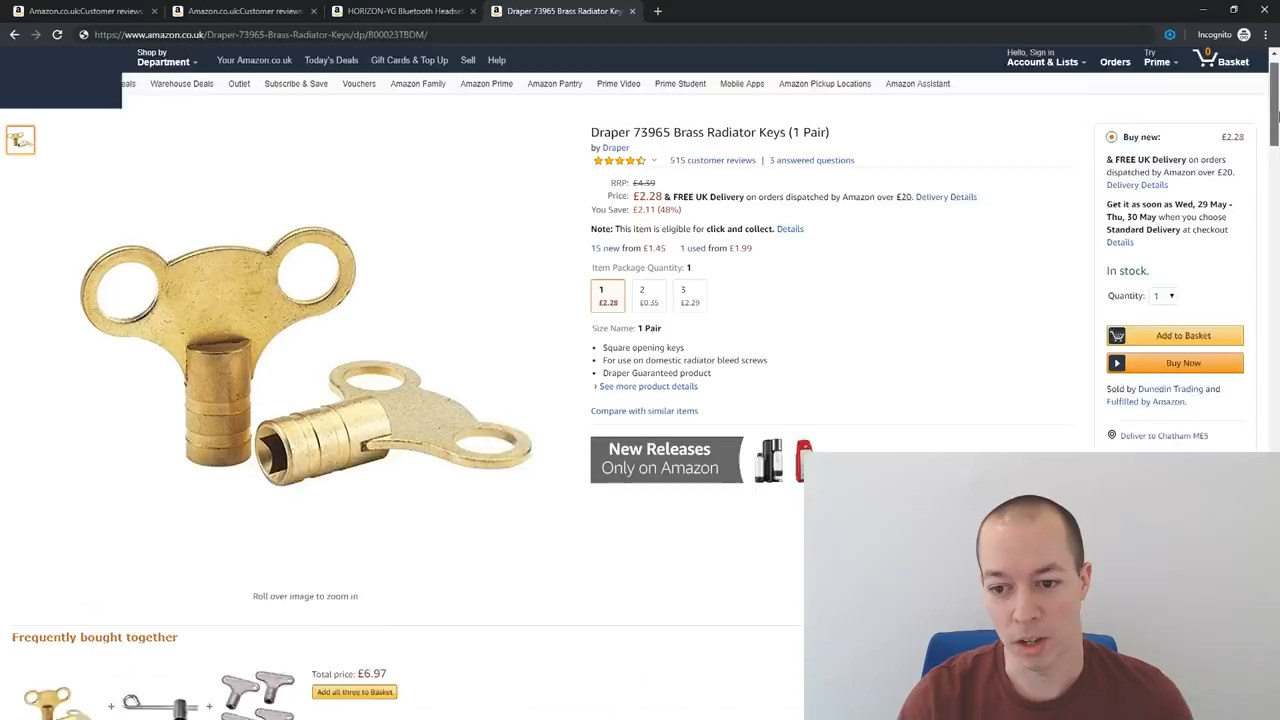 Amazon.co.ukCustomer reviews:
Amazon.co.ukCustomer reviews:
HORIZON-YG Bluetooth Headset
Draper 73965 Brass Radiator Key
Incognito
https://www.amazon.co.uk/Draper-73965-Brass-Radiator-Keys/dp/B00023TBDM/
Shop by
Department
Your Amazon.co.uk
Today's Deals
Gift Cards & Top Up
Sell
Help
Hello, Sign in
Account & Lists
Orders
Try
Prime
0
Basket
eals
Warehouse Deals
Outlet
Subscribe & Save
Vouchers
Amazon Family
Amazon Prime
Amazon Pantry
Prime Video
Prime Student
Mobile Apps
Amazon Pickup Locations
Amazon Assistant
Draper 73965 Brass Radiator Keys (1 Pair)
by Draper
515 customer reviews | 3 answered questions
RRP: £4.39
Price: £2.28 & FREE UK Delivery on orders dispatched by Amazon over £20. Delivery Details
You Save: £2.11 (48%)
Note: This item is eligible for click and collect. Details
15 new from £1.45 1 used from £1.99
Item Package Quantity: 1
1
£2.28
2
£0.35
3
£2.29
Size Name: 1 Pair
Square opening keys
For use on domestic radiator bleed screws
Draper Guaranteed product
› See more product details
Compare with similar items
New Releases
Only on Amazon
Buy new: £2.28
& FREE UK Delivery on orders
dispatched by Amazon over £20.
Delivery Details
Get it as soon as Wed, 29 May -
Thu, 30 May when you choose
Standard Delivery at checkout
Details
In stock.
Quantity: 1
Add to Basket
Buy Now
Sold by Dunedin Trading and
Fulfilled by Amazon.
Deliver to Chatham ME5
Roll over image to zoom in
Frequently bought together
+
+
Total price: £6.97
Add all three to Basket